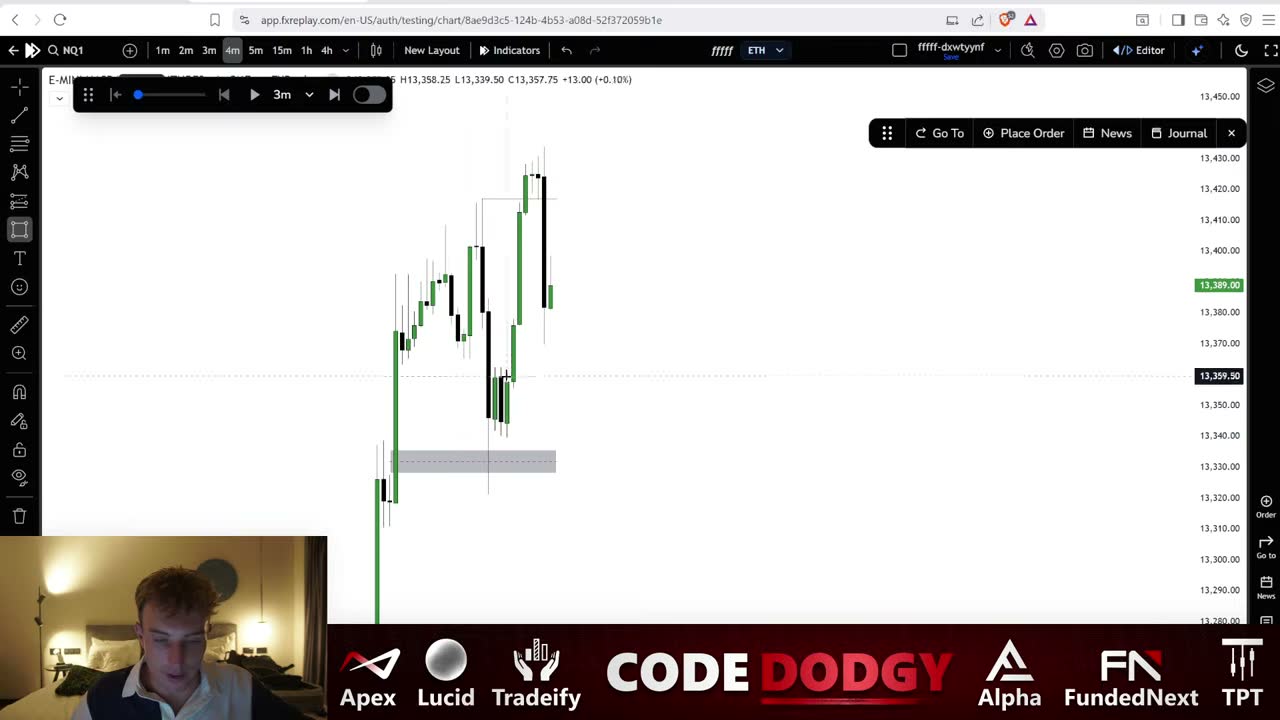 app.fxreplay.com/en-US/auth/testing/chart/8ae9d3c5-124b-4b53-a08d-52f372059b1e
NQ1
1m 2m 3m 4m 5m 15m 1h 4h
New Layout
Indicators
fffff
ETH
fffff-dxwtyynf
Save
Editor
H13,358.25 L13,339.50 C13,357.75 +13.00 (+0.10%)
3m
Go To
Place Order
News
Journal
13,450.00
13,430.00
13,420.00
13,410.00
13,400.00
13,389.00
13,380.00
13,370.00
13,359.50
13,350.00
13,340.00
13,330.00
13,320.00
13,310.00
13,300.00
13,290.00
13,280.00
Order
Go to
News
Apex
Lucid
Tradeify
CODE DODGY
Alpha
FN
FundedNext
TPT